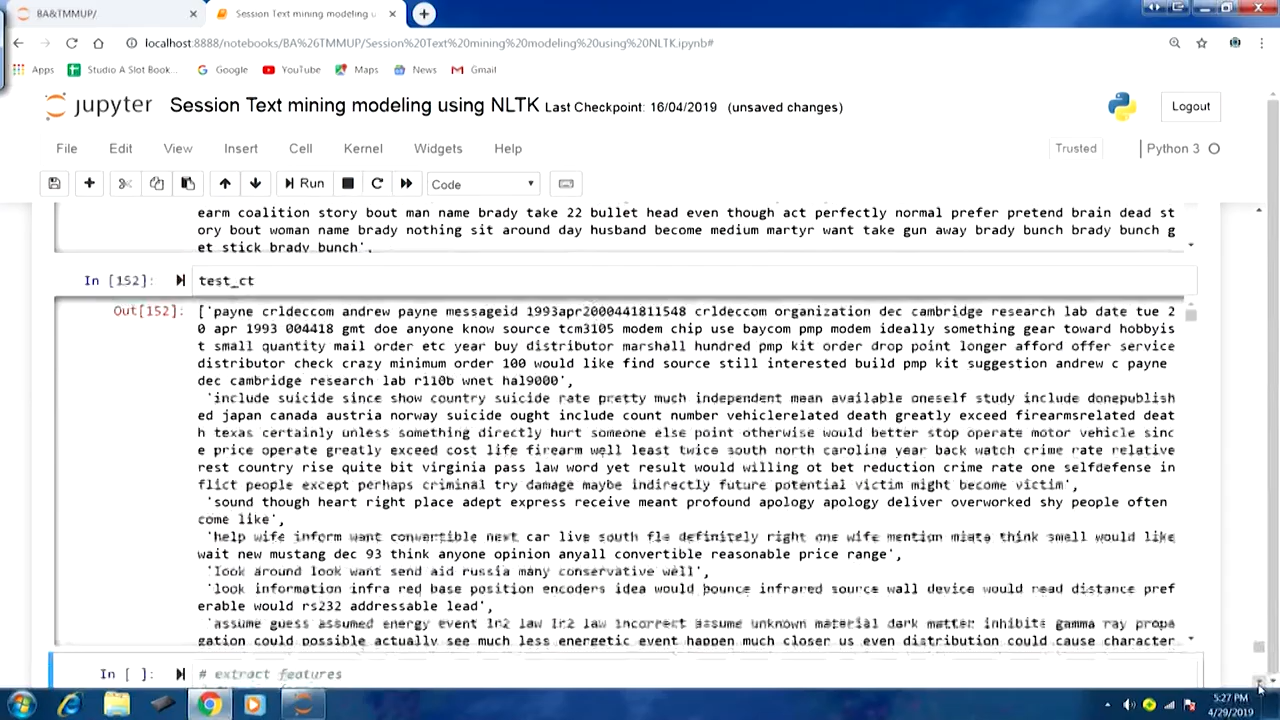 8A&TMMUP/
Session Text mining modeling u
localhost:8888/notebooks/BA%26TMMUP/Session%20Text%20mining%20modeling%20using%20NLTK.ipynb#
Apps Studio A Slot Book... Google YouTube Maps News Gmail
jupyter Session Text mining modeling using NLTK Last Checkpoint: 16/04/2019 (unsaved changes)
Logout
File Edit View Insert Cell Kernel Widgets Help
Trusted Python 3
Run Code
earm coalition story bout man name brady take 22 bullet head even though act perfectly normal prefer pretend brain dead st
ory bout woman name brady nothing sit around day husband become medium martyr want take gun away brady bunch brady bunch g
et stick brady bunch',
In [152]: test_ct
Out[152]: ['payne crldeccom andrew payne messageid 1993apr2000441811548 crldeccom organization dec cambridge research lab date tue 2
0 apr 1993 004418 gmt doe anyone know source tcm3105 modem chip use baycom pmp modem ideally something gear toward hobbyis
t small quantity mail order etc year buy distributor marshall hundred pmp kit order drop point longer afford offer service
distributor check crazy minimum order 100 would like find source still interested build pmp kit suggestion andrew c payne
dec cambridge research lab r110b wnet hal9000',
'include suicide since show country suicide rate pretty much independent mean available oneself study include donepublish
ed japan canada austria norway suicide ought include count number vehiclerelated death greatly exceed firearmsrelated deat
h texas certainly unless something directly hurt someone else point otherwise would better stop operate motor vehicle sinc
e price operate greatly exceed cost life firearm well least twice south north carolina year back watch crime rate relative
rest country rise quite bit virginia pass law word yet result would willing ot bet reduction crime rate one selfdefense in
flict people except perhaps criminal try damage maybe indirectly future potential victim might become victim',
'sound though heart right place adept express receive meant profound apology apology deliver overworked shy people often
come like',
'help wife inform want convertible next car live south fla definitely right one wife mention miata think small would like
wait new mustang dec 93 think anyone opinion anyall convertible reasonable price range',
'look around look want send aid russia many conservative well',
'look information infra red base position encoders idea would bounce infrared source wall device would read distance pref
erable would rs232 addressable lead',
'assume guess assumed energy event 1r2 law 1r2 law incorrect assume unknown material dark matter inhibits gamma ray propa
gation could possible actually see much less energetic event happen much closer us even distribution could cause character
In [ ]: # extract features
5:27 PM
4/29/2019